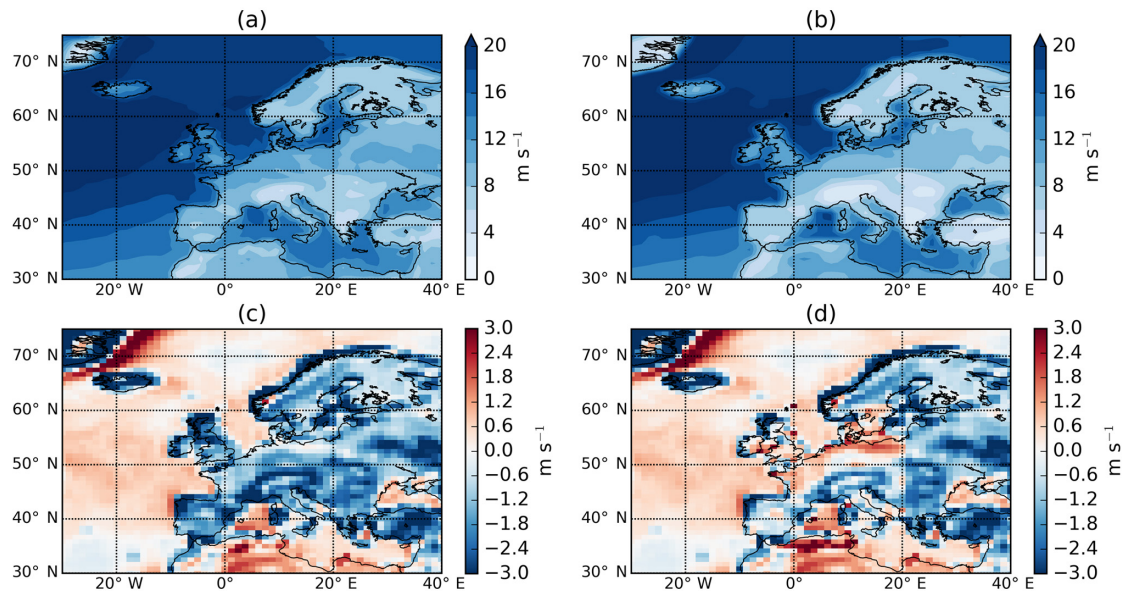 (a)
70° N
60° N
50° N
40° N
30° N
20° W
0°
20° E
40° E
20
16
12
8
4
0
m s⁻¹
(b)
70° N
60° N
50° N
40° N
30° N
20° W
0°
20° E
40° E
20
16
12
8
4
0
m s⁻¹
(c)
70° N
60° N
50° N
40° N
30° N
20° W
0°
20° E
40° E
3.0
2.4
1.8
1.2
0.6
0.0
−0.6
−1.2
−1.8
−2.4
−3.0
m s⁻¹
(d)
70° N
60° N
50° N
40° N
30° N
20° W
0°
20° E
40° E
3.0
2.4
1.8
1.2
0.6
0.0
−0.6
−1.2
−1.8
−2.4
−3.0
m s⁻¹